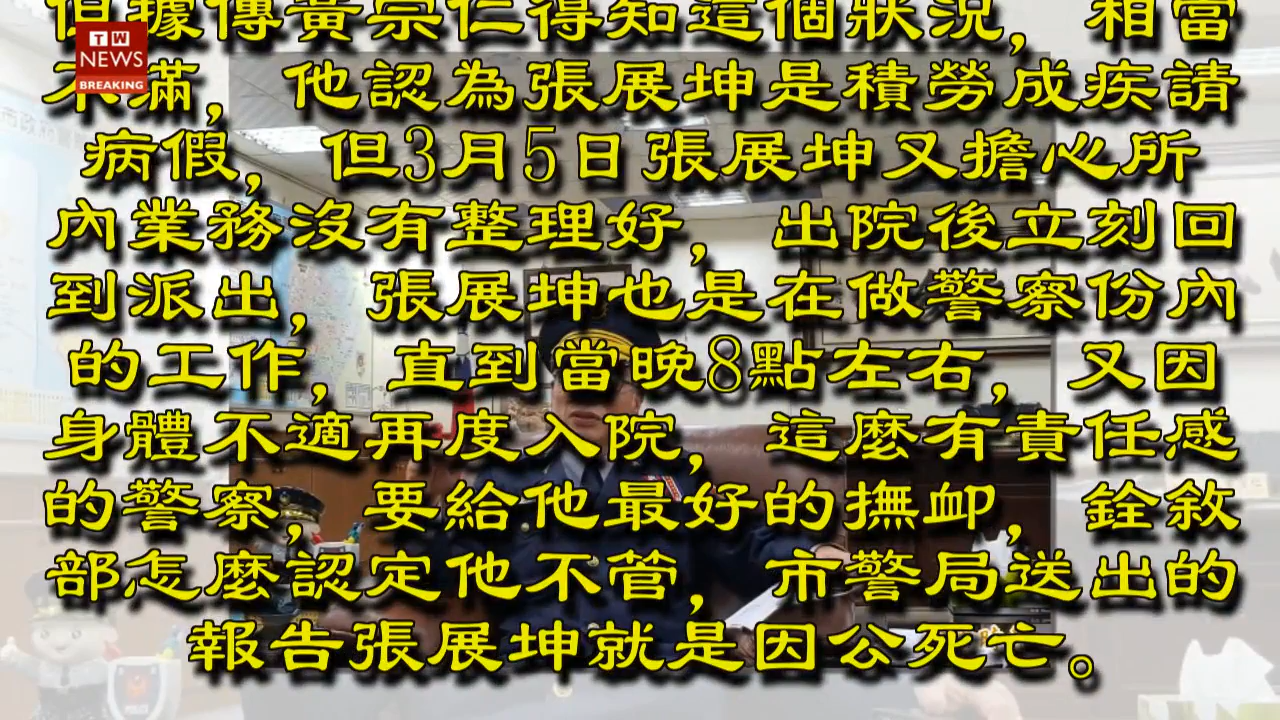 但據傳黃宗仁得知這個狀況，相當
不滿，他認為張展坤是積勞成疾請
病假，但3月5日張展坤又擔心所
內業務沒有整理好，出院後立刻回
到派出，張展坤也是在做警察份內
的工作，直到當晚8點左右，又因
身體不適再度入院，這麼有責任感
的警察，要給他最好的撫卹，銓敘
部怎麼認定他不管，市警局送出的
報告張展坤就是因公死亡。
TW
NEWS
BREAKING